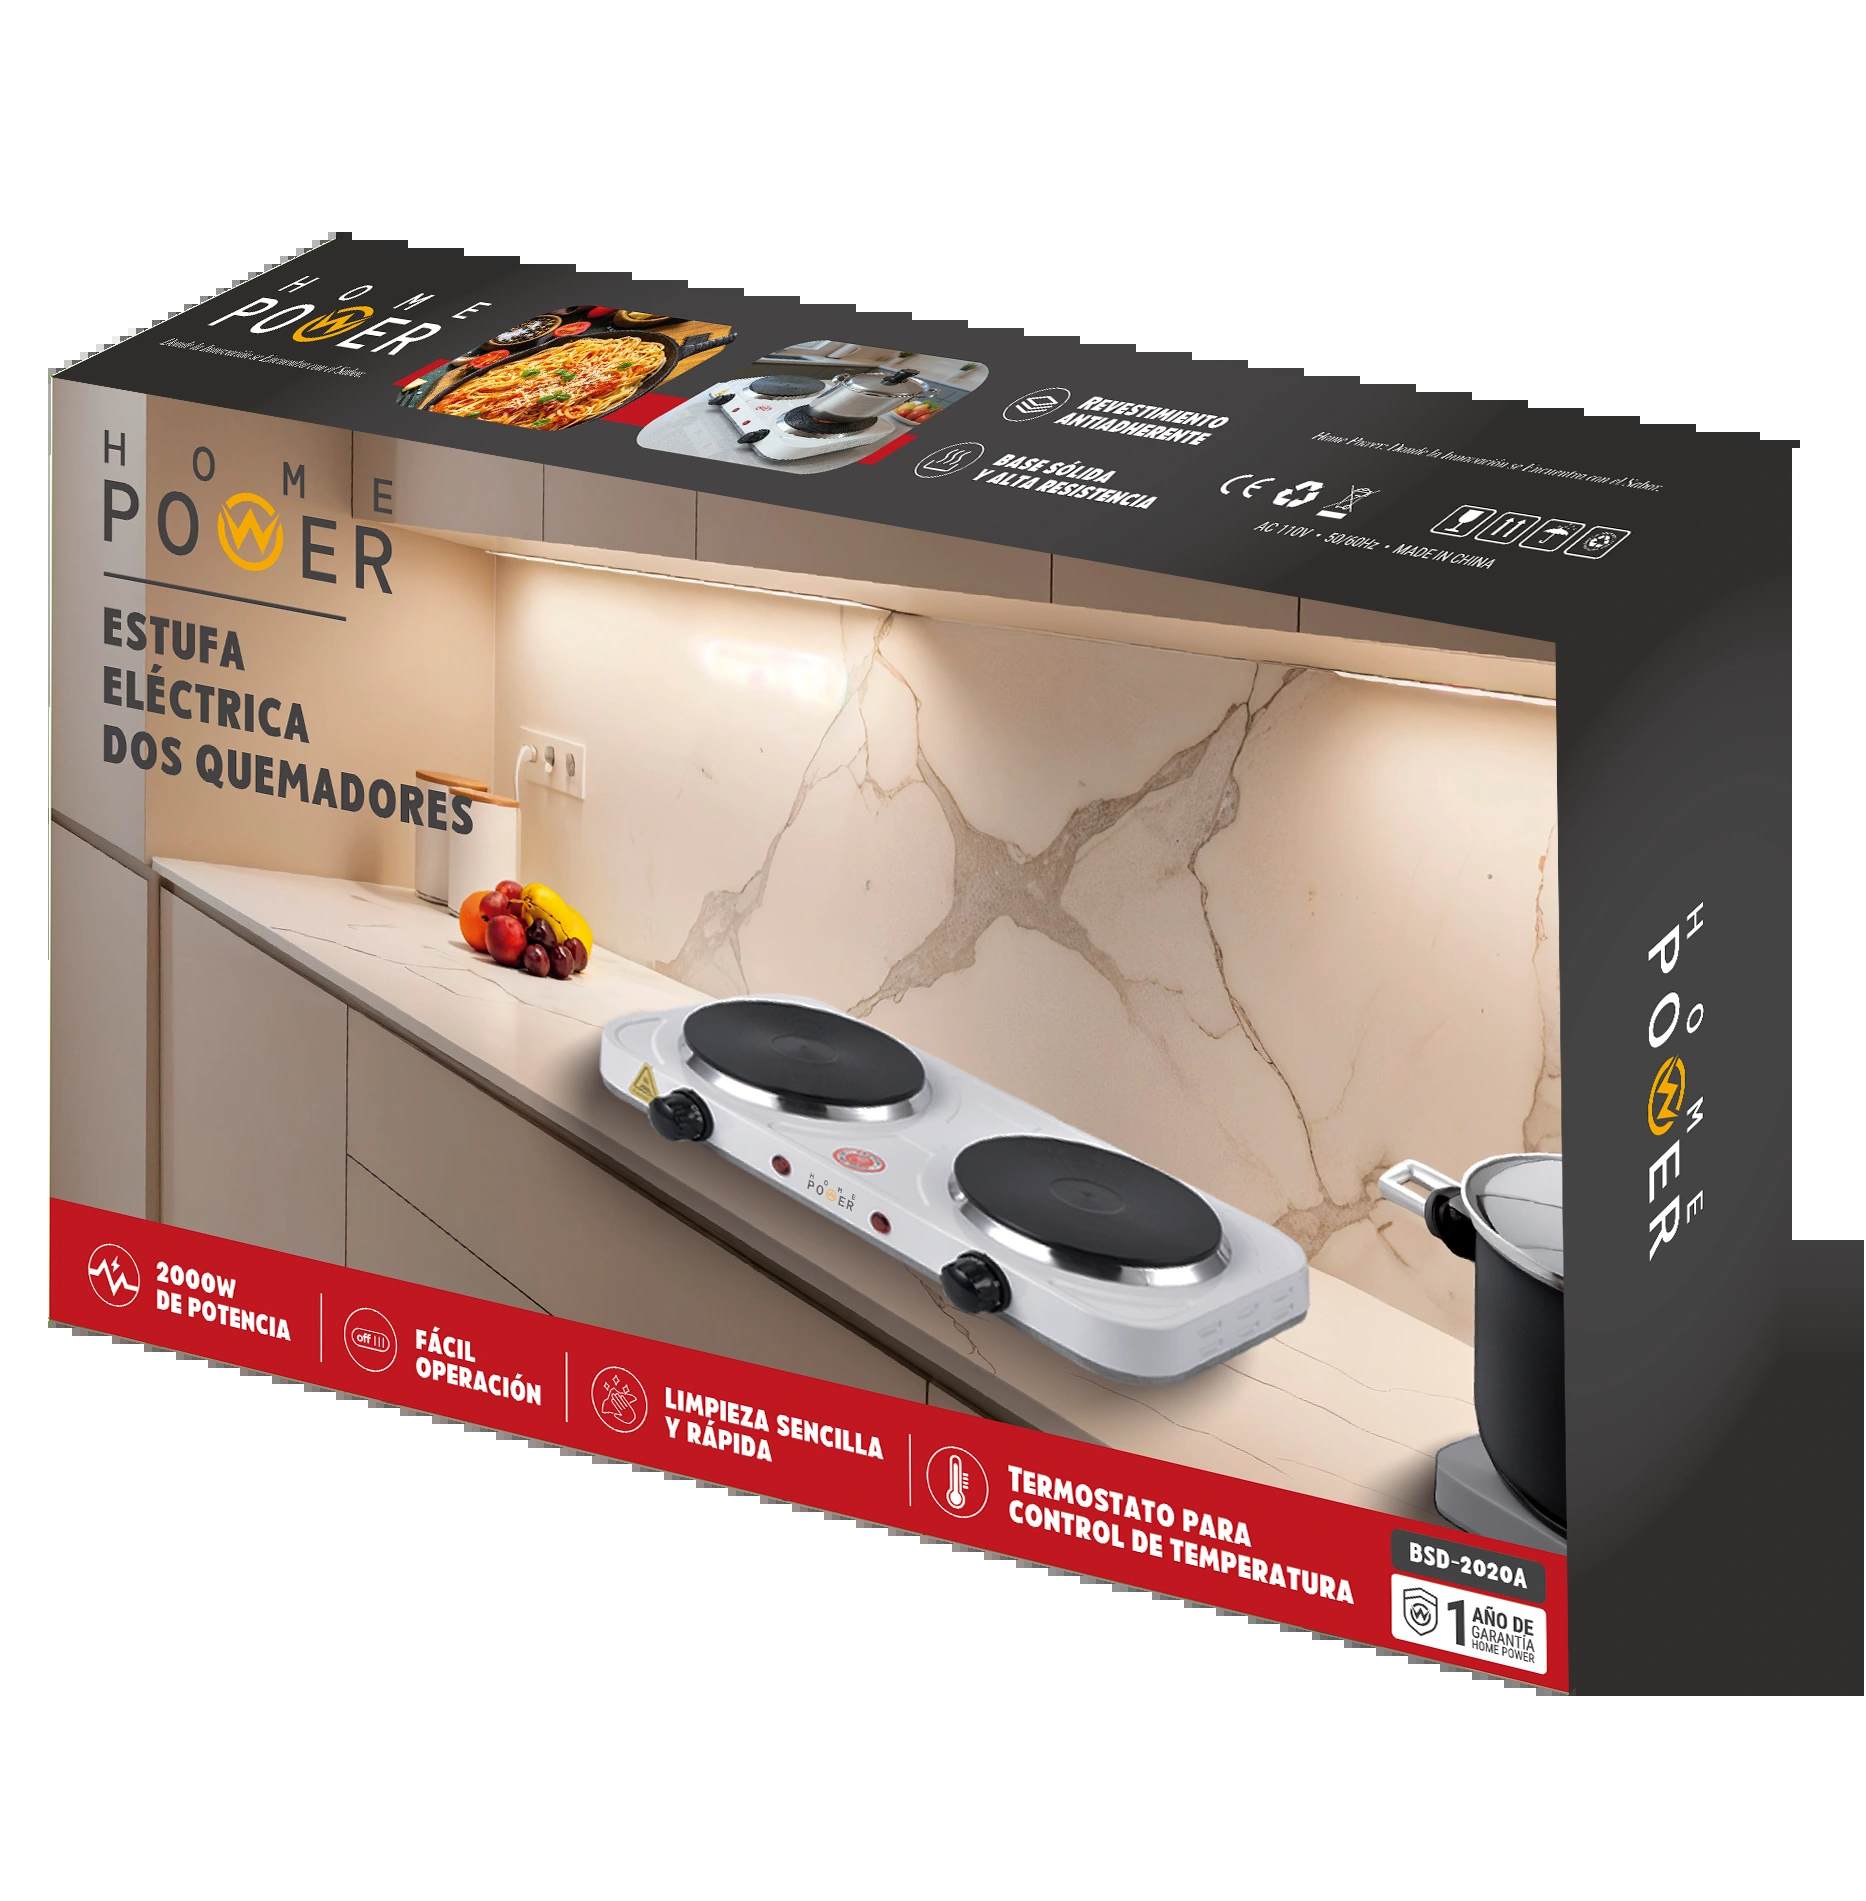 HOME
POWER
Donde la Innovación se Encuentra con el Sabor.
REVESTIMIENTO
ANTIADHERENTE
BASE SÓLIDA
Y ALTA RESISTENCIA
Home Power: Donde la Innovación se Encuentra con el Sabor.
CE
AC 110V • 50/60Hz • MADE IN CHINA
HOME
POWER
ESTUFA
ELÉCTRICA
DOS QUEMADORES
HOME
POWER
HOME
POWER
2000W
DE POTENCIA
off
FÁCIL
OPERACIÓN
LIMPIEZA SENCILLA
Y RÁPIDA
TERMOSTATO PARA
CONTROL DE TEMPERATURA
BSD-2020A
1 AÑO DE
GARANTÍA
HOME POWER